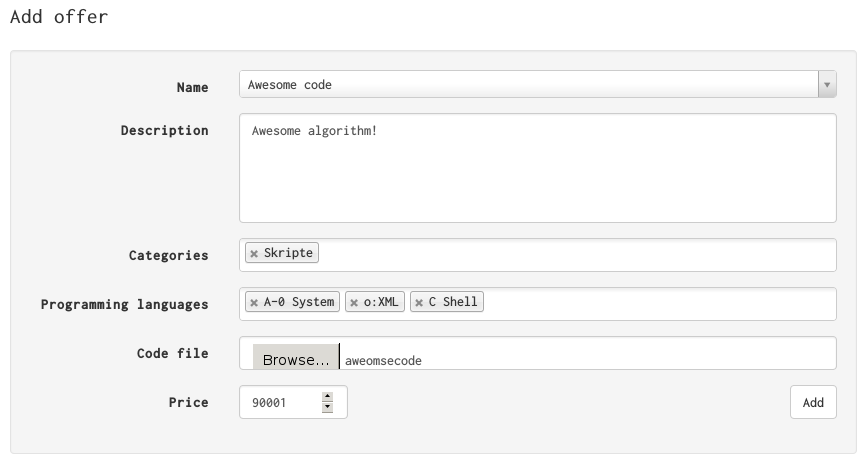 Add offer
Name Awesome code
Description Awesome algorithm!
Categories × Skripte
Programming languages × A-0 System × o:XML × C Shell
Code file Browse... aweomsecode
Price 90001 Add